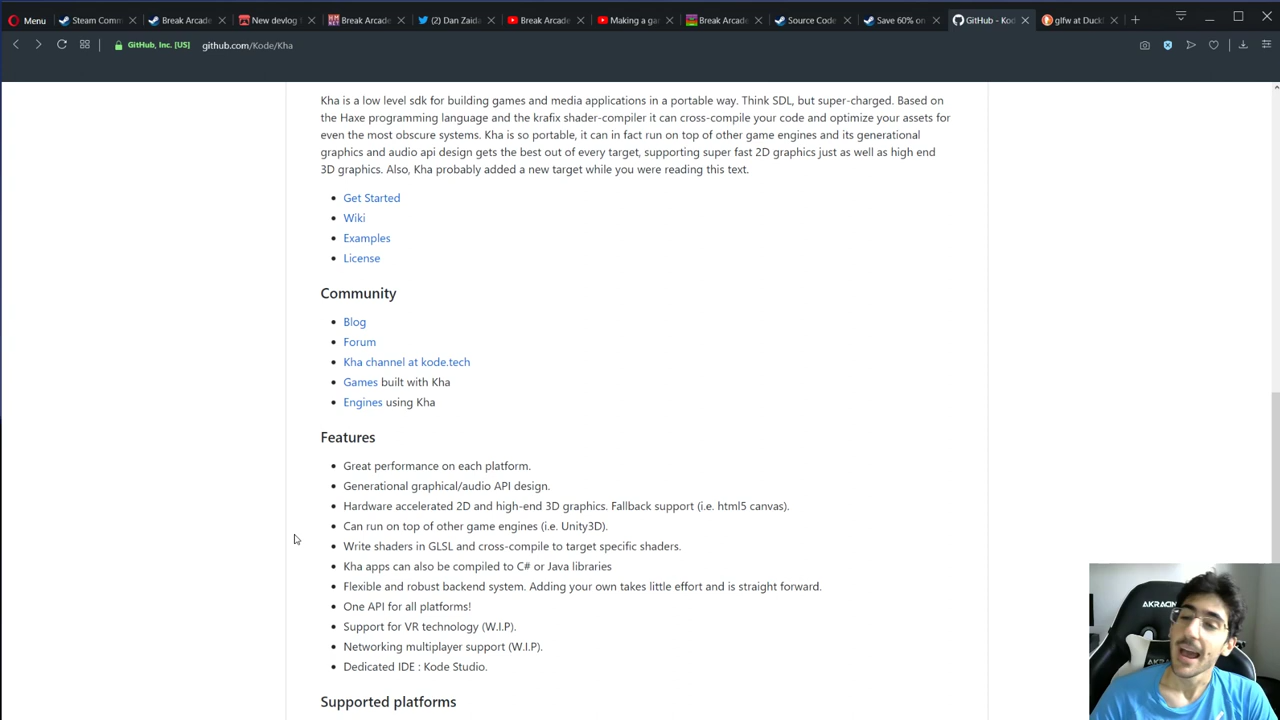 Menu
Steam Comm
Break Arcade
New devlog
Break Arcade
(2) Dan Zaida
Break Arcade
Making a gam
Break Arcade
Source Code
Save 60% on
GitHub - Kod
glfw at Duckl
GitHub, Inc. [US]
github.com/Kode/Kha
Kha is a low level sdk for building games and media applications in a portable way. Think SDL, but super-charged. Based on
the Haxe programming language and the krafix shader-compiler it can cross-compile your code and optimize your assets for
even the most obscure systems. Kha is so portable, it can in fact run on top of other game engines and its generational
graphics and audio api design gets the best out of every target, supporting super fast 2D graphics just as well as high end
3D graphics. Also, Kha probably added a new target while you were reading this text.
Get Started
Wiki
Examples
License
Community
Blog
Forum
Kha channel at kode.tech
Games built with Kha
Engines using Kha
Features
Great performance on each platform.
Generational graphical/audio API design.
Hardware accelerated 2D and high-end 3D graphics. Fallback support (i.e. html5 canvas).
Can run on top of other game engines (i.e. Unity3D).
Write shaders in GLSL and cross-compile to target specific shaders.
Kha apps can also be compiled to C# or Java libraries
Flexible and robust backend system. Adding your own takes little effort and is straight forward.
One API for all platforms!
Support for VR technology (W.I.P).
Networking multiplayer support (W.I.P).
Dedicated IDE : Kode Studio.
Supported platforms
AKRACING